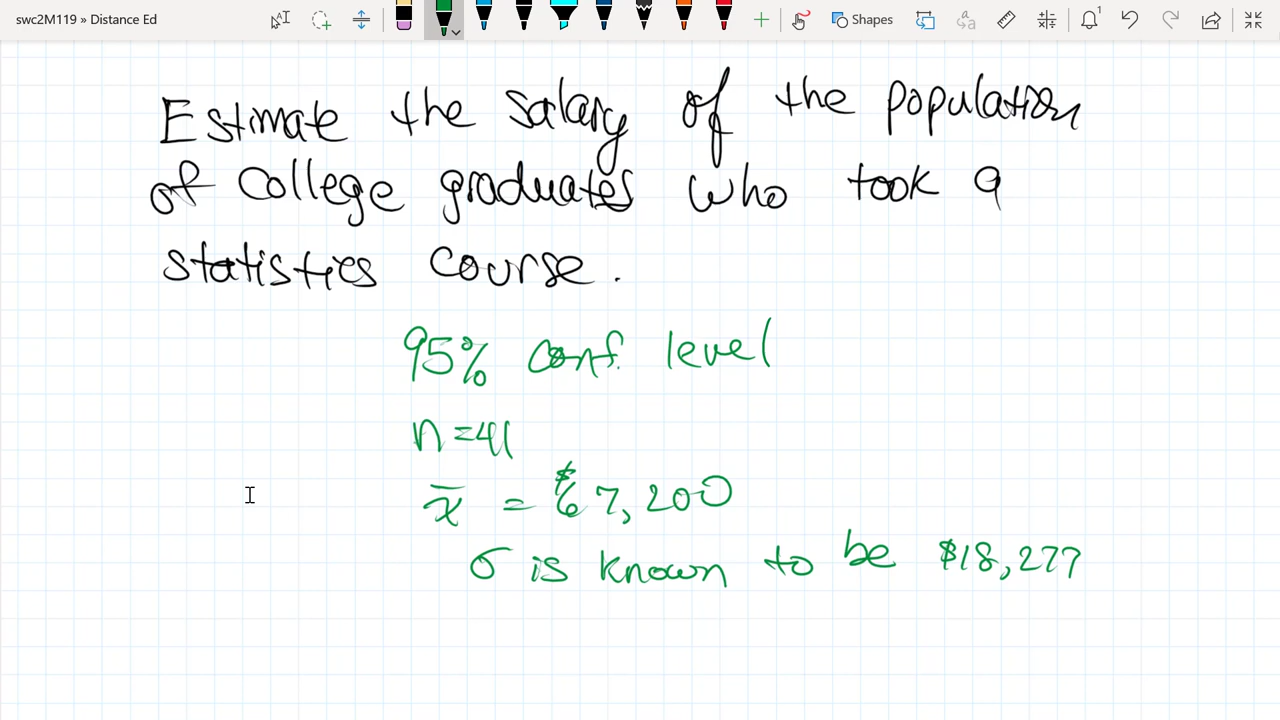 swc2M119 » Distance Ed
Shapes
Estimate the salary of the population
of college graduates who took a
statistics course.
95% conf. level
n=41
x̄ = $67,200
σ is known to be $18,277